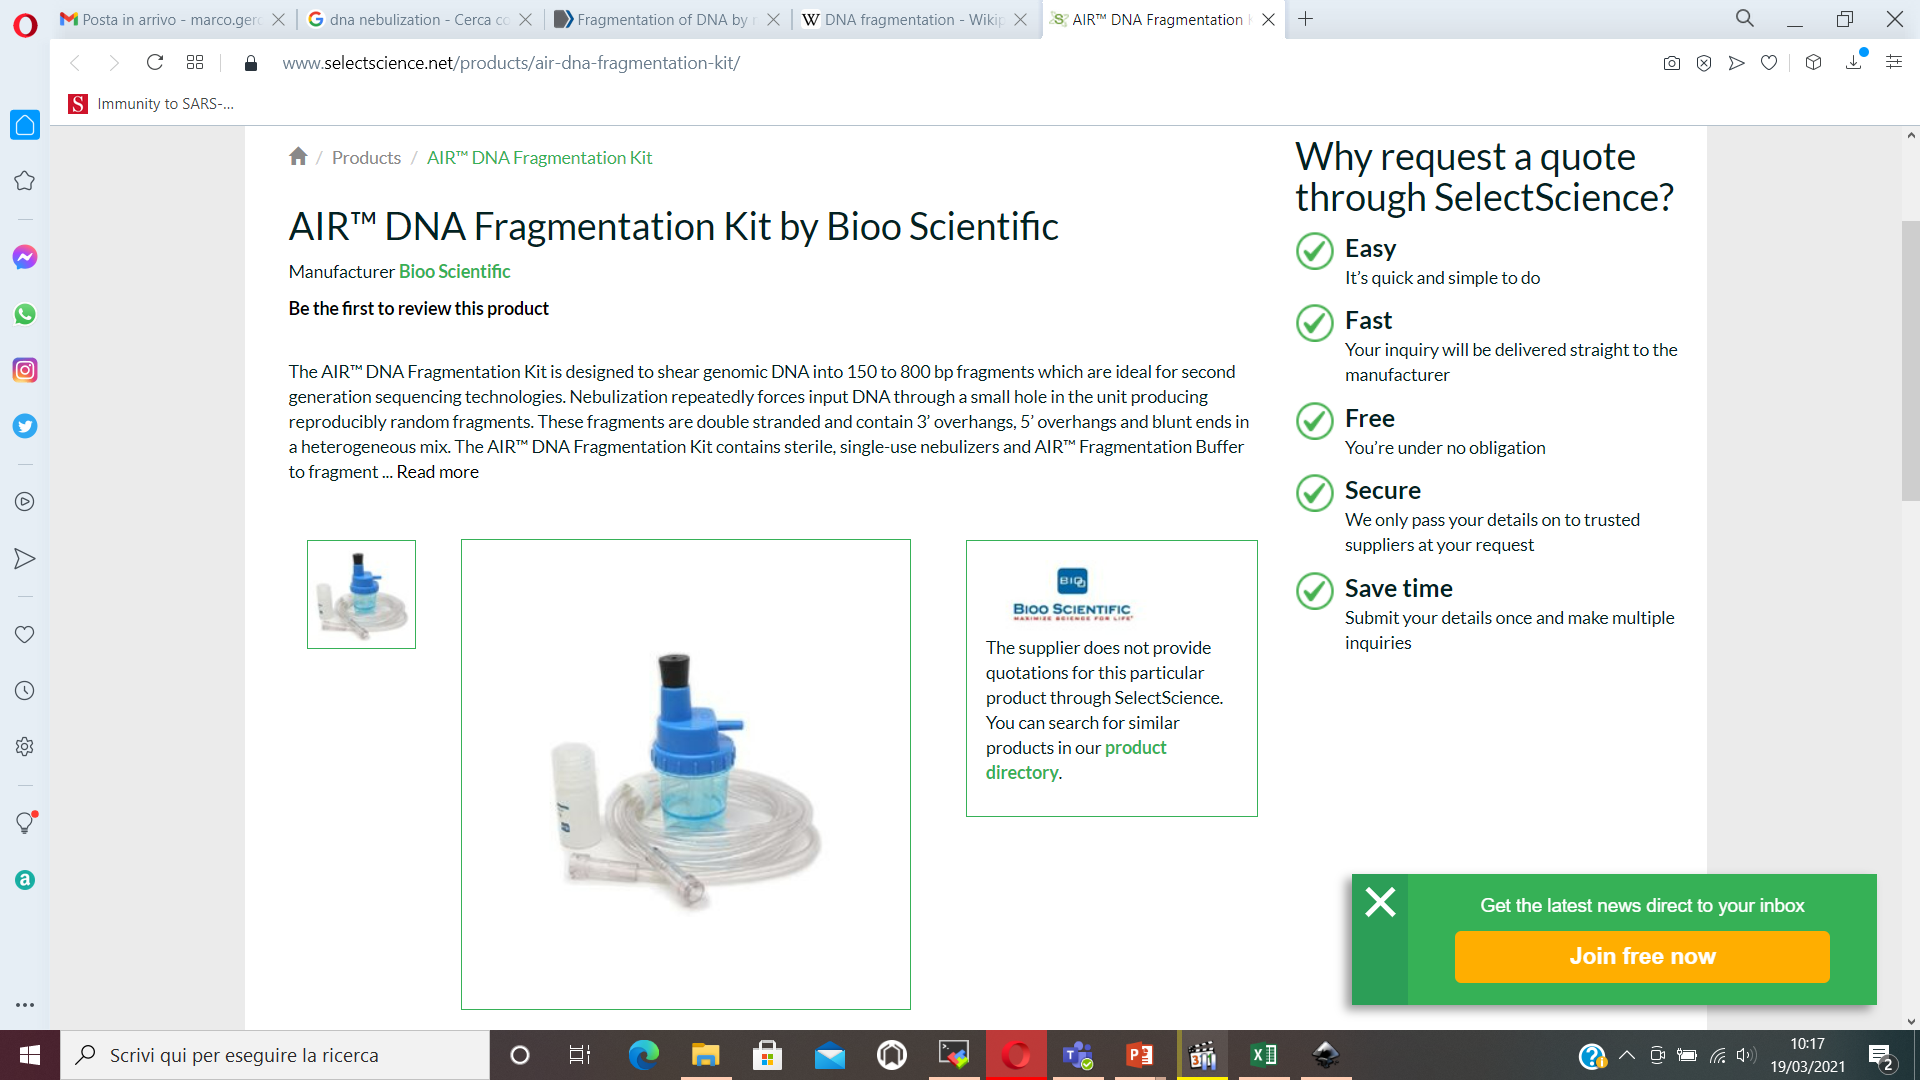 Posta in arrivo - marco.ger
dna nebulization - Cerca co
Fragmentation of DNA by
DNA fragmentation - Wikip
AIR™ DNA Fragmentation
www.selectscience.net/products/air-dna-fragmentation-kit/
S Immunity to SARS-...
/ Products / AIR™ DNA Fragmentation Kit
AIR™ DNA Fragmentation Kit by Bioo Scientific
Manufacturer Bioo Scientific
Be the first to review this product
The AIR™ DNA Fragmentation Kit is designed to shear genomic DNA into 150 to 800 bp fragments which are ideal for second
generation sequencing technologies. Nebulization repeatedly forces input DNA through a small hole in the unit producing
reproducibly random fragments. These fragments are double stranded and contain 3’ overhangs, 5’ overhangs and blunt ends in
a heterogeneous mix. The AIR™ DNA Fragmentation Kit contains sterile, single-use nebulizers and AIR™ Fragmentation Buffer
to fragment ... Read more
BIOO
BIOO SCIENTIFIC
MAXIMIZE SCIENCE FOR LIFE
The supplier does not provide
quotations for this particular
product through SelectScience.
You can search for similar
products in our product
directory.
Why request a quote
through SelectScience?
Easy
It’s quick and simple to do
Fast
Your inquiry will be delivered straight to the
manufacturer
Free
You’re under no obligation
Secure
We only pass your details on to trusted
suppliers at your request
Save time
Submit your details once and make multiple
inquiries
Get the latest news direct to your inbox
Join free now
Scrivi qui per eseguire la ricerca
10:17
19/03/2021
2